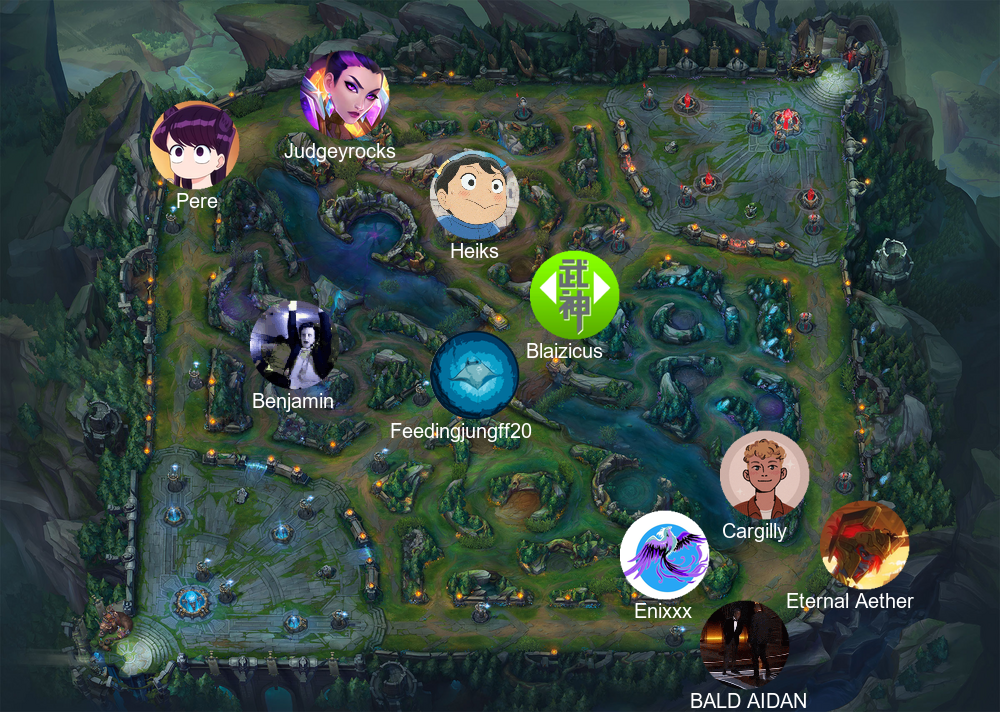 Judgeyrocks
Pere
Heiks
武
神
Blaizicus
Benjamin
Feedingjungff20
Cargilly
Enixxx
Eternal Aether
BALD AIDAN